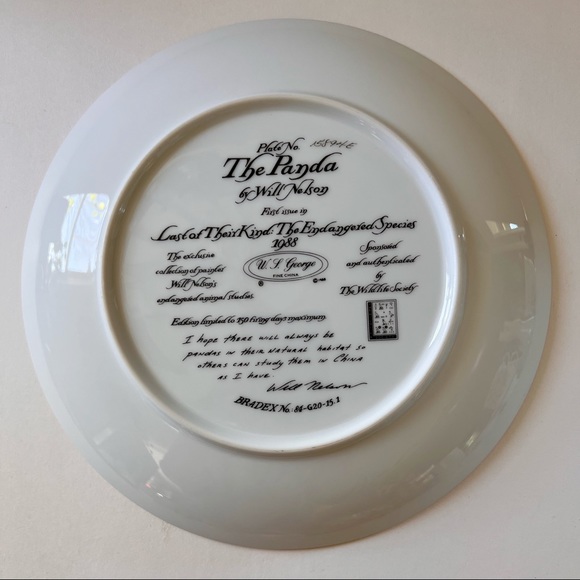 Plate No. 15894E
The Panda
by Will Nelson
First issue in
Last of Their Kind: The Endangered Species
1988
The exclusive
collection of painter
Will Nelson's
endangered animal studies.
W.S. George
FINE CHINA
®
Sponsored
and authenticated
by
The Wildlife Society
Edition limited to 150 firing days maximum.
I hope there will always be
pandas in their natural habitat so
others can study them in China
as I have.
Will Nelson
BRADEX No.: 84-G20-15.1